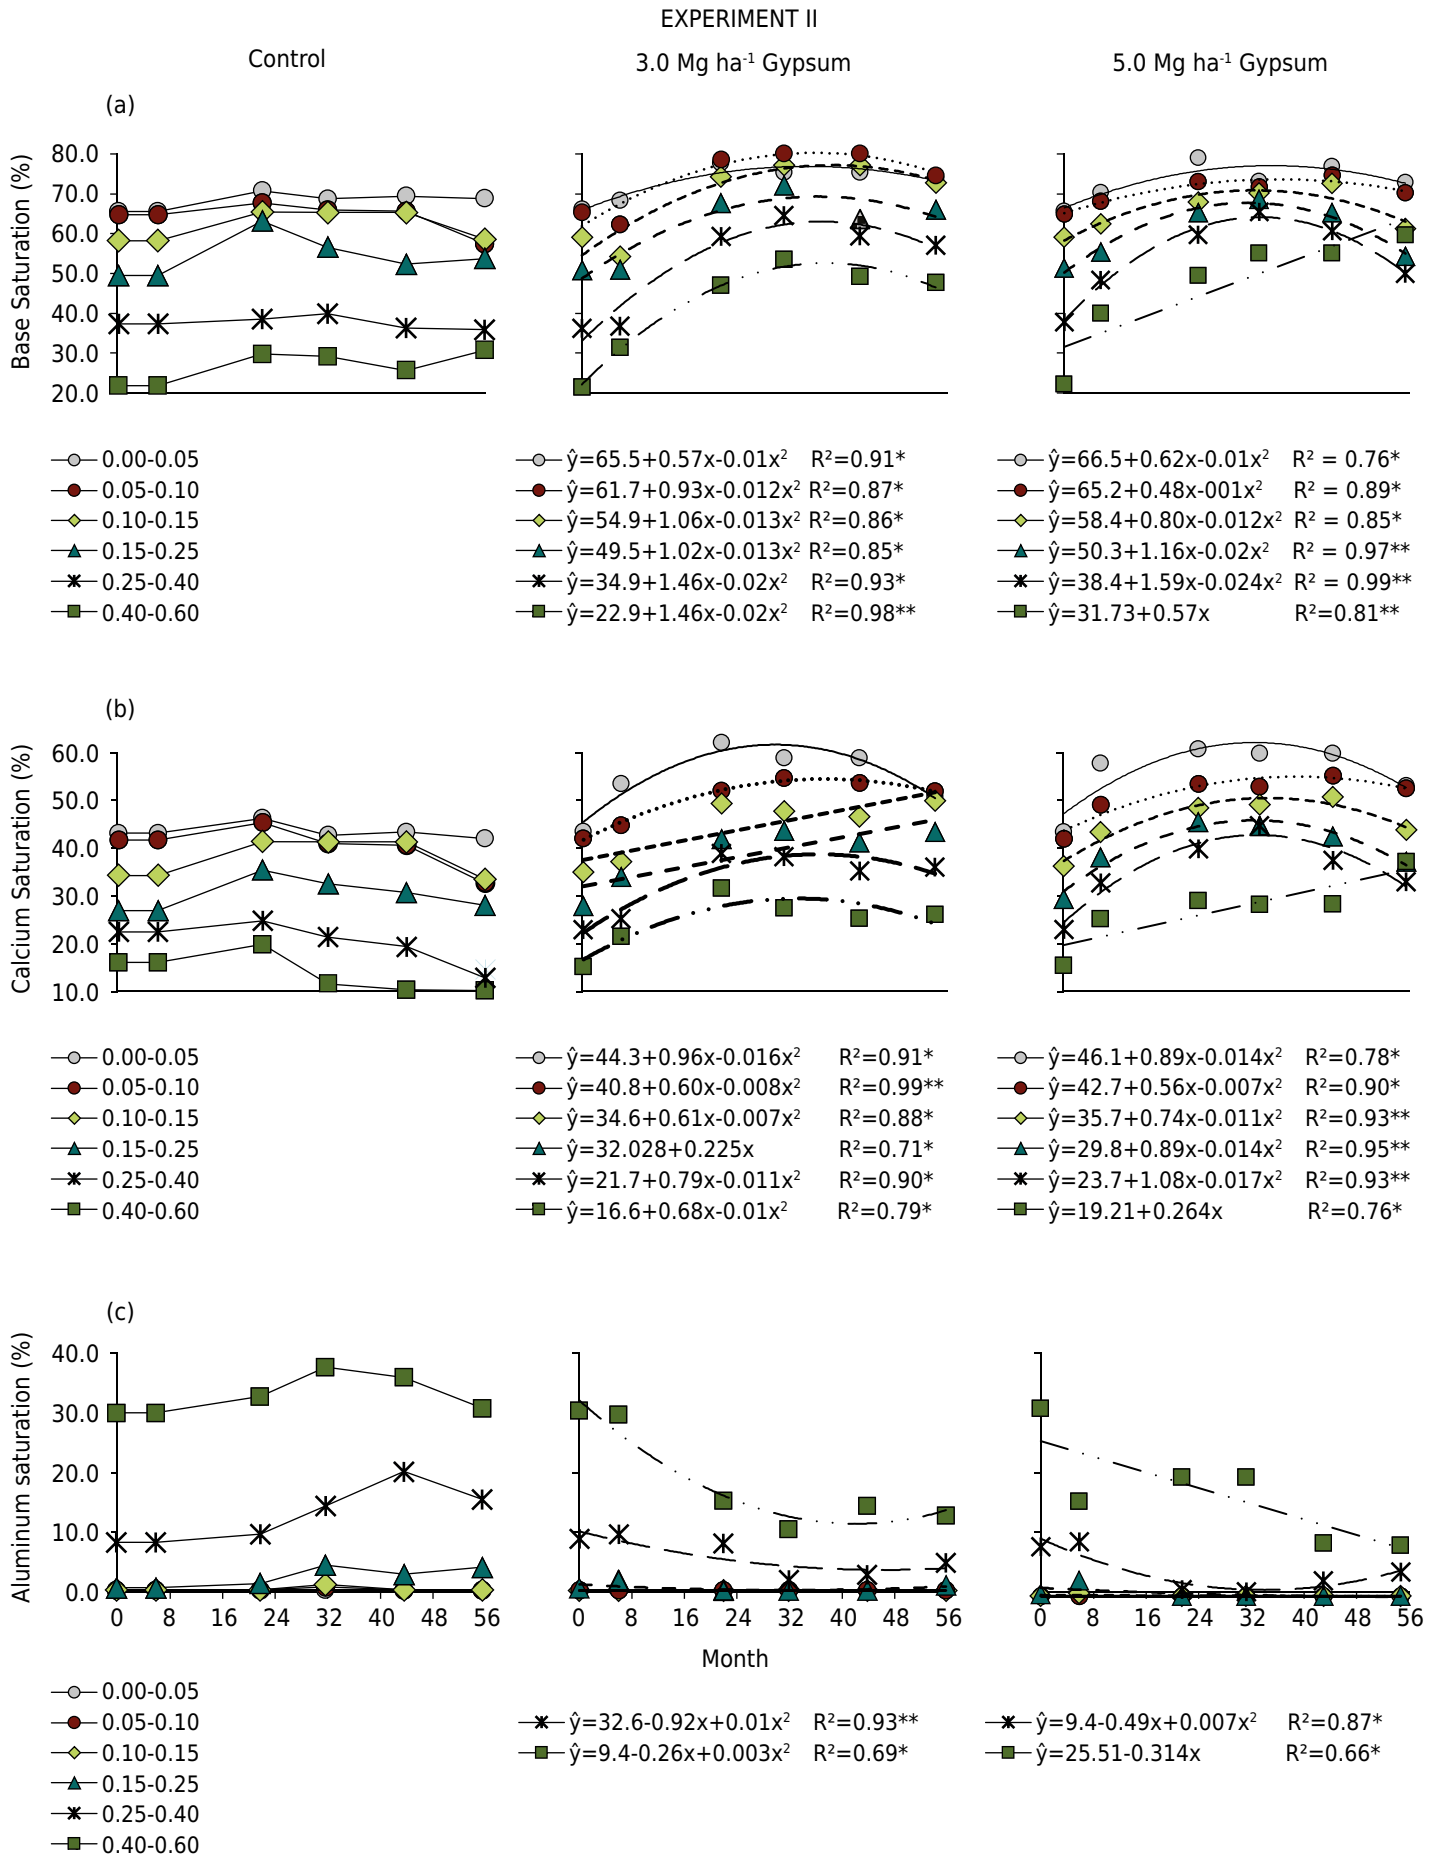 EXPERIMENT II
Control
3.0 Mg ha⁻¹ Gypsum
5.0 Mg ha⁻¹ Gypsum
(a)
Base Saturation (%)
80.0
70.0
60.0
50.0
40.0
30.0
20.0
0.00-0.05
0.05-0.10
0.10-0.15
0.15-0.25
0.25-0.40
0.40-0.60
ŷ=65.5+0.57x-0.01x² R²=0.91*
ŷ=61.7+0.93x-0.012x² R²=0.87*
ŷ=54.9+1.06x-0.013x² R²=0.86*
ŷ=49.5+1.02x-0.013x² R²=0.85*
ŷ=34.9+1.46x-0.02x² R²=0.93*
ŷ=22.9+1.46x-0.02x² R²=0.98**
ŷ=66.5+0.62x-0.01x² R² = 0.76*
ŷ=65.2+0.48x-001x² R² = 0.89*
ŷ=58.4+0.80x-0.012x² R² = 0.85*
ŷ=50.3+1.16x-0.02x² R² = 0.97**
ŷ=38.4+1.59x-0.024x² R² = 0.99**
ŷ=31.73+0.57x R²=0.81**
(b)
Calcium Saturation (%)
60.0
50.0
40.0
30.0
20.0
10.0
0.00-0.05
0.05-0.10
0.10-0.15
0.15-0.25
0.25-0.40
0.40-0.60
ŷ=44.3+0.96x-0.016x² R²=0.91*
ŷ=40.8+0.60x-0.008x² R²=0.99**
ŷ=34.6+0.61x-0.007x² R²=0.88*
ŷ=32.028+0.225x R²=0.71*
ŷ=21.7+0.79x-0.011x² R²=0.90*
ŷ=16.6+0.68x-0.01x² R²=0.79*
ŷ=46.1+0.89x-0.014x² R²=0.78*
ŷ=42.7+0.56x-0.007x² R²=0.90*
ŷ=35.7+0.74x-0.011x² R²=0.93**
ŷ=29.8+0.89x-0.014x² R²=0.95**
ŷ=23.7+1.08x-0.017x² R²=0.93**
ŷ=19.21+0.264x R²=0.76*
(c)
Aluminum saturation (%)
40.0
30.0
20.0
10.0
0.0
0 8 16 24 32 40 48 56
0 8 16 24 32 40 48 56
0 8 24 32 40 48 56
Month
0.00-0.05
0.05-0.10
0.10-0.15
0.15-0.25
0.25-0.40
0.40-0.60
ŷ=32.6-0.92x+0.01x² R²=0.93**
ŷ=9.4-0.26x+0.003x² R²=0.69*
ŷ=9.4-0.49x+0.007x² R²=0.87*
ŷ=25.51-0.314x R²=0.66*